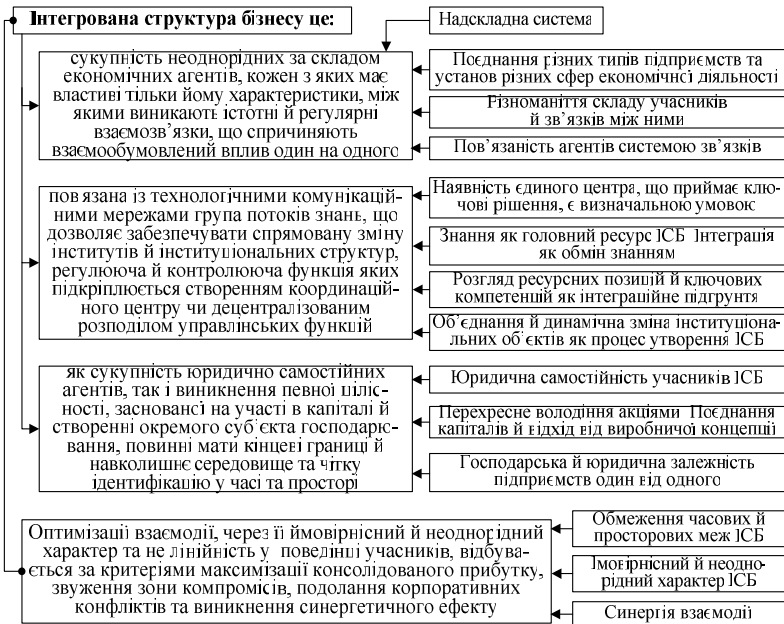 Інтегрована структура бізнесу це:
Надскладна система
сукупність неоднорідних за складом
економічних агентів, кожен з яких має
властиві тільки йому характеристики, між
якими виникають істотні й регулярні
взаємозв'язки, що спричиняють
взаємообумовлений вплив один на одного
Поєднання різних типів підприємств та
установ різних сфер економічної діяльності
Різноманіття складу учасників
й зв'язків між ними
Пов'язаність агентів системою зв'язків
пов'язана із технологічними комунікацій-
ними мережами група потоків знань, що
дозволяє забезпечувати спрямовану зміну
інститутів й інституціональних структур,
регулююча й контролююча функція яких
підкріплюється створенням координацій-
ного центру чи децентралізованим
розподілом управлінських функцій
Наявність єдиного центра, що приймає клю-
чові рішення, є визначальною умовою
Знання як головний ресурс ІСБ Інтеграція
як обмін знанням
Розгляд ресурсних позицій й ключових
компетенцій як інтеграційне підгрунтя
Об'єднання й динамічна зміна інституціо-
нальних об'єктів як процес утворення ІСБ
як сукупність юридично самостійних
агентів, так і виникнення певної цліс-
ності, заснованої на участі в капіталі й
створенні окремого суб'єкта господарю-
вання, повинні мати кінцеві границі й
навколишнє середовище та чітку
ідентифікацію у часі та просторі
Юридична самостійність учасників ІСБ
Перехресне володіння акціями Поєднання
капіталів й відхід від виробничої концепції
Господарська й юридична залежність
підприємств один від одного
Оптимізації взаємодії, через її ймовірнісний й неоднорідний
характер та не лінійність у поведінці учасників, відбува-
ється за критеріями максимізації консолідованого прибутку,
звуження зони компромісів, подолання корпоративних
конфліктів та виникнення синергетичного ефекту
Обмеження часових й
просторових меж ІСБ
Імовірнісний й неодно-
рідний характер ІСБ
Синергія взаємодії